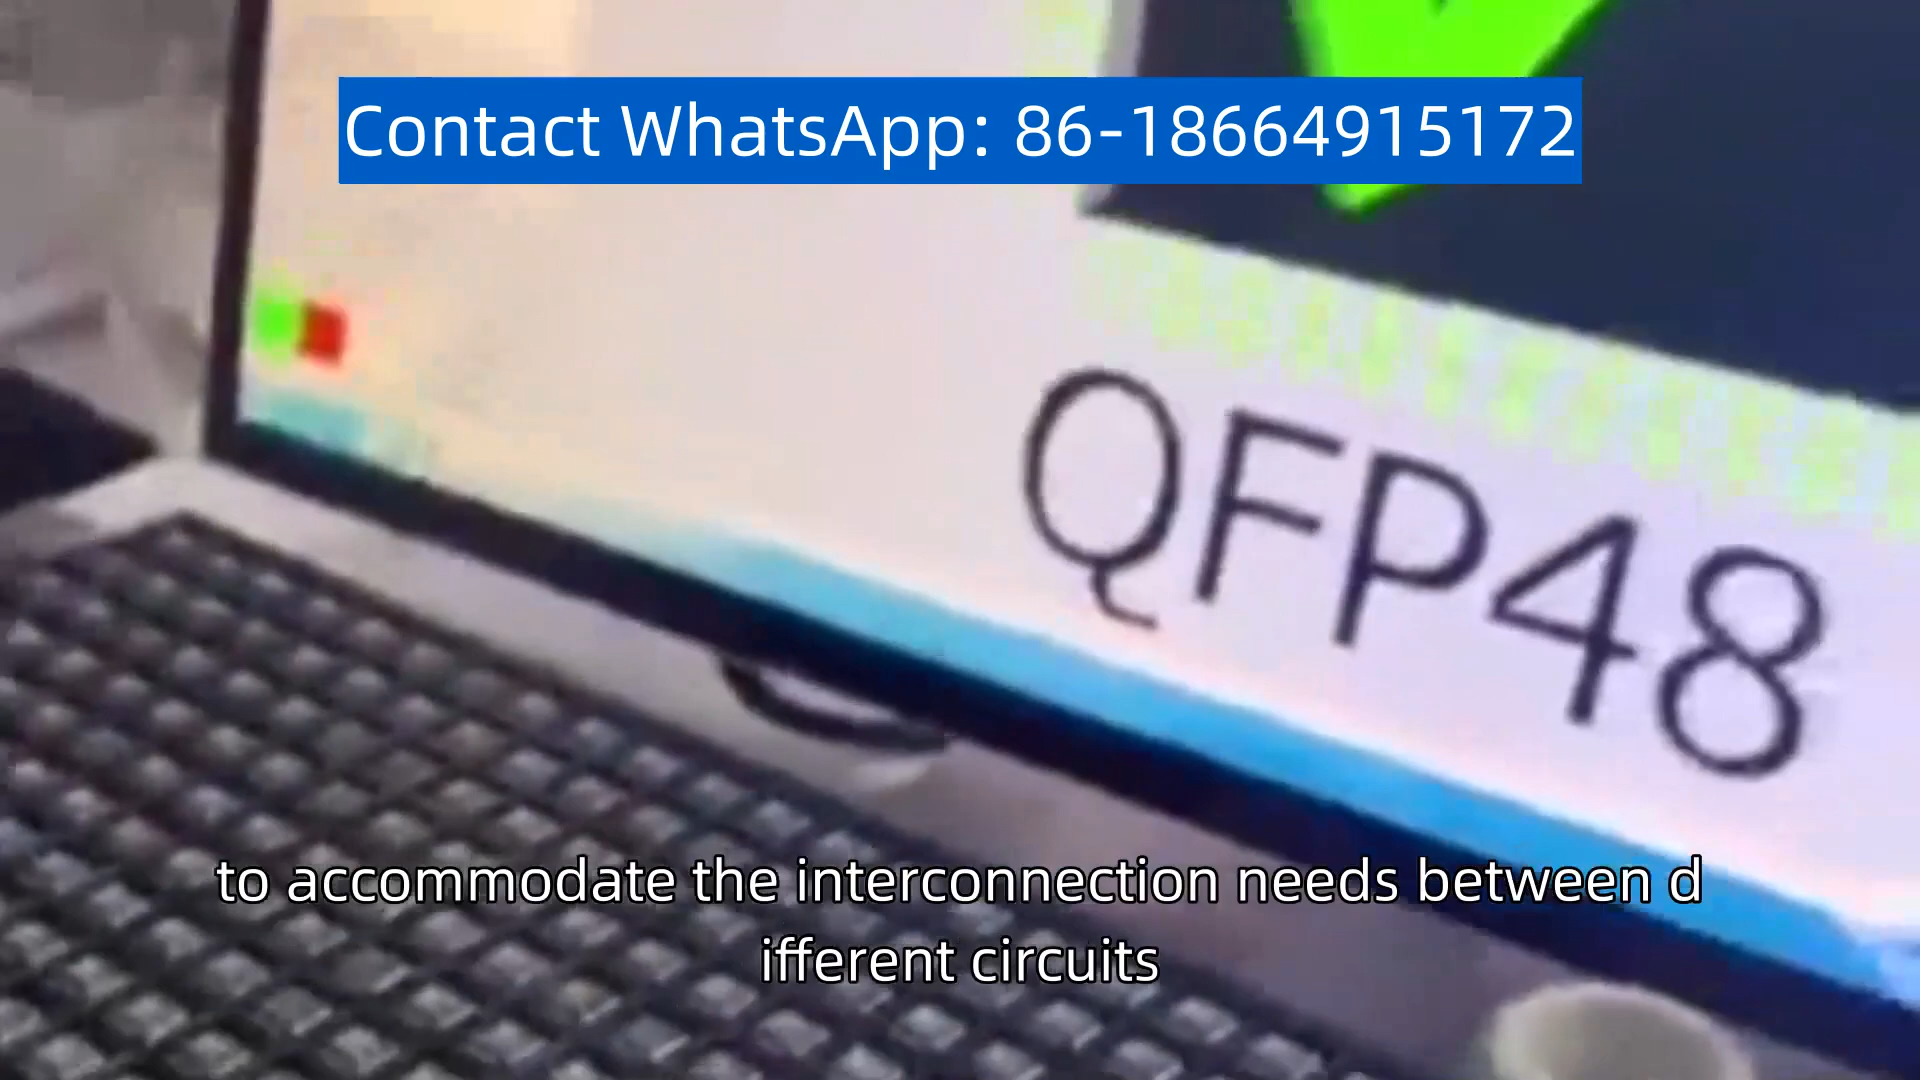 Contact WhatsApp: 86-18664915172
QFP48
to accommodate the interconnection needs between d
ifferent circuits